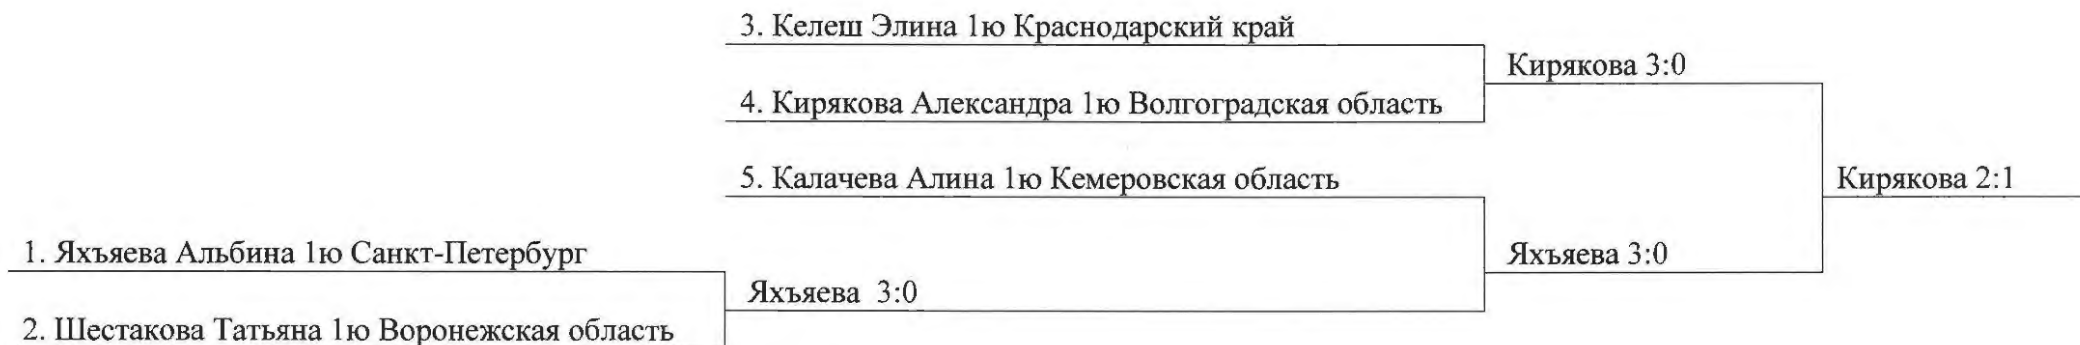 3. Келеш Элина 1ю Краснодарский край
Кирякова 3:0
4. Кирякова Александра 1ю Волгоградская область
5. Калачева Алина 1ю Кемеровская область
Кирякова 2:1
1. Яхъяева Альбина 1ю Санкт-Петербург
Яхъяева 3:0
Яхъяева 3:0
2. Шестакова Татьяна 1ю Воронежская область